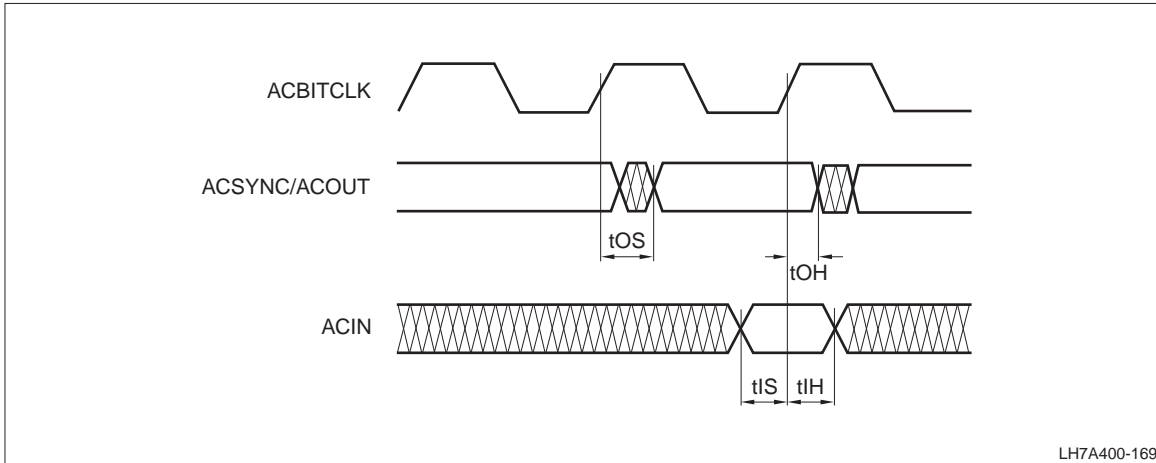 ACBITCLK
ACSYNC/ACOUT
tOS
tOH
ACIN
tIS
tIH
LH7A400-169